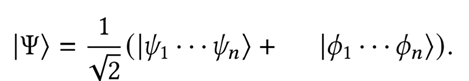 |Ψ⟩ = 1/√2 (|ψ₁ ⋯ ψₙ⟩ + |ϕ₁ ⋯ ϕₙ⟩).